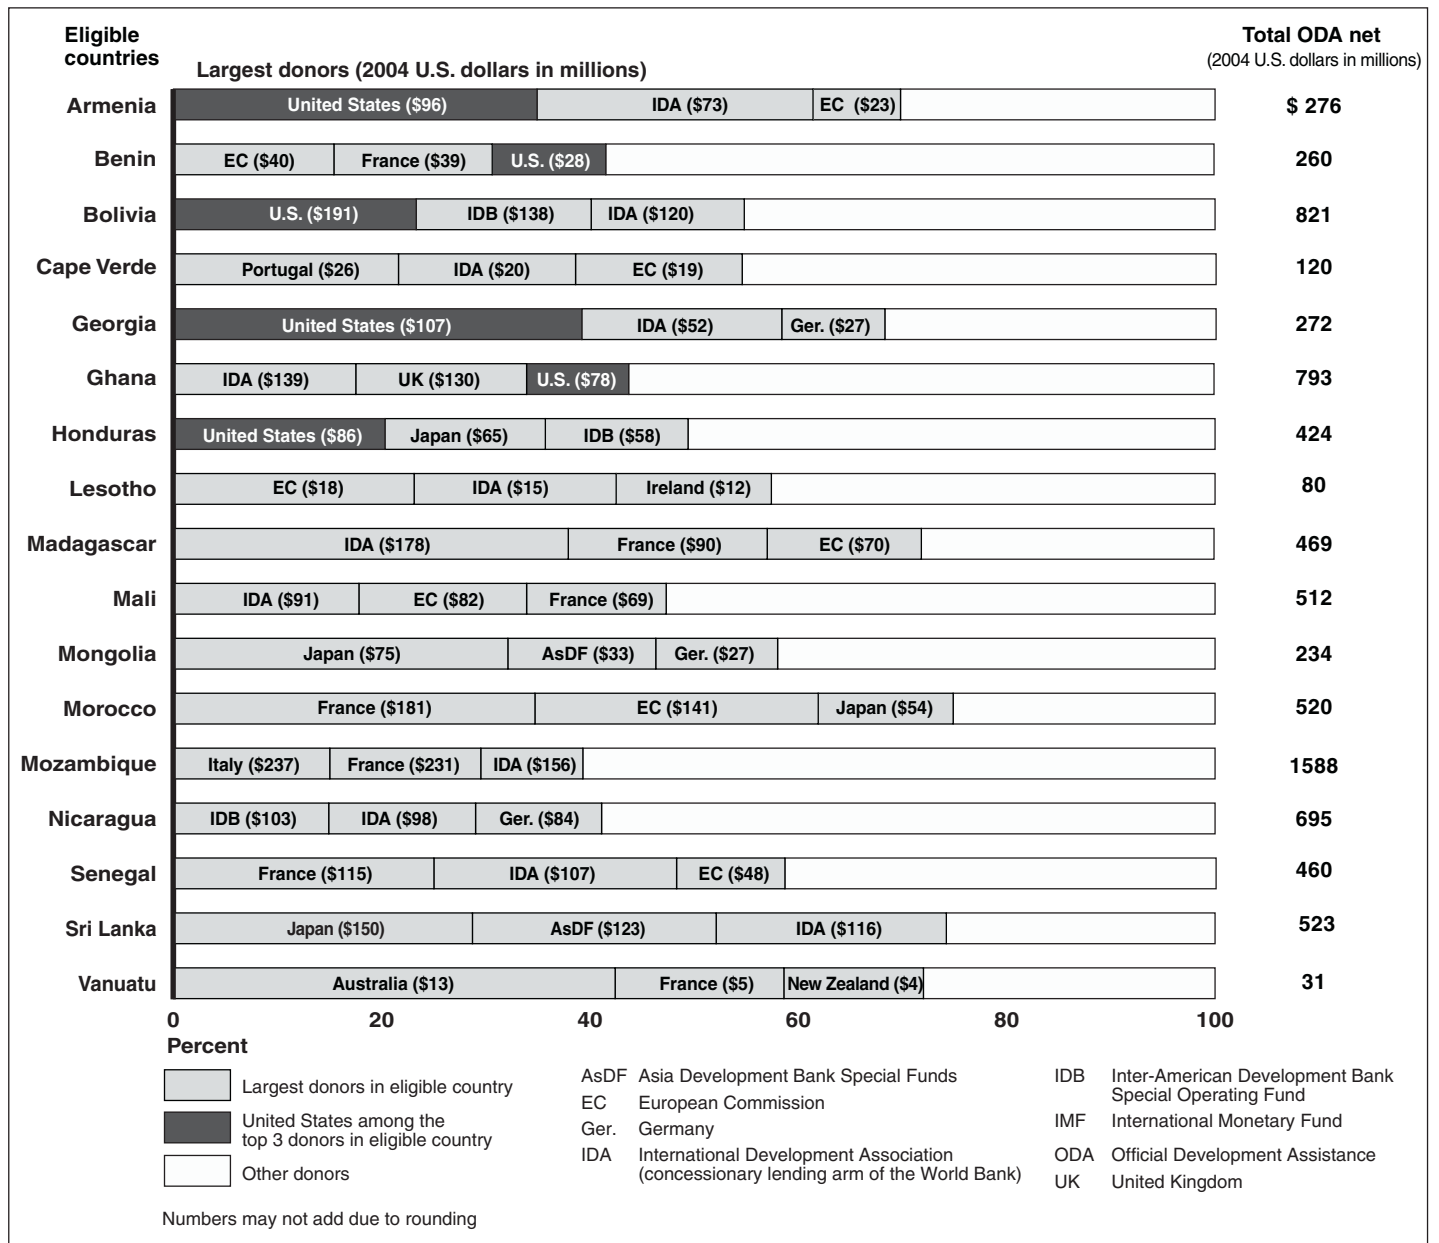 Eligible
countries
Largest donors (2004 U.S. dollars in millions)
Total ODA net
(2004 U.S. dollars in millions)
Armenia United States ($96) IDA ($73) EC ($23) $ 276
Benin EC ($40) France ($39) U.S. ($28) 260
Bolivia U.S. ($191) IDB ($138) IDA ($120) 821
Cape Verde Portugal ($26) IDA ($20) EC ($19) 120
Georgia United States ($107) IDA ($52) Ger. ($27) 272
Ghana IDA ($139) UK ($130) U.S. ($78) 793
Honduras United States ($86) Japan ($65) IDB ($58) 424
Lesotho EC ($18) IDA ($15) Ireland ($12) 80
Madagascar IDA ($178) France ($90) EC ($70) 469
Mali IDA ($91) EC ($82) France ($69) 512
Mongolia Japan ($75) AsDF ($33) Ger. ($27) 234
Morocco France ($181) EC ($141) Japan ($54) 520
Mozambique Italy ($237) France ($231) IDA ($156) 1588
Nicaragua IDB ($103) IDA ($98) Ger. ($84) 695
Senegal France ($115) IDA ($107) EC ($48) 460
Sri Lanka Japan ($150) AsDF ($123) IDA ($116) 523
Vanuatu Australia ($13) France ($5) New Zealand ($4) 31
0 20 40 60 80 100
Percent
Largest donors in eligible country
United States among the
top 3 donors in eligible country
Other donors
AsDF Asia Development Bank Special Funds
EC European Commission
Ger. Germany
IDA International Development Association
(concessionary lending arm of the World Bank)
IDB Inter-American Development Bank
Special Operating Fund
IMF International Monetary Fund
ODA Official Development Assistance
UK United Kingdom
Numbers may not add due to rounding